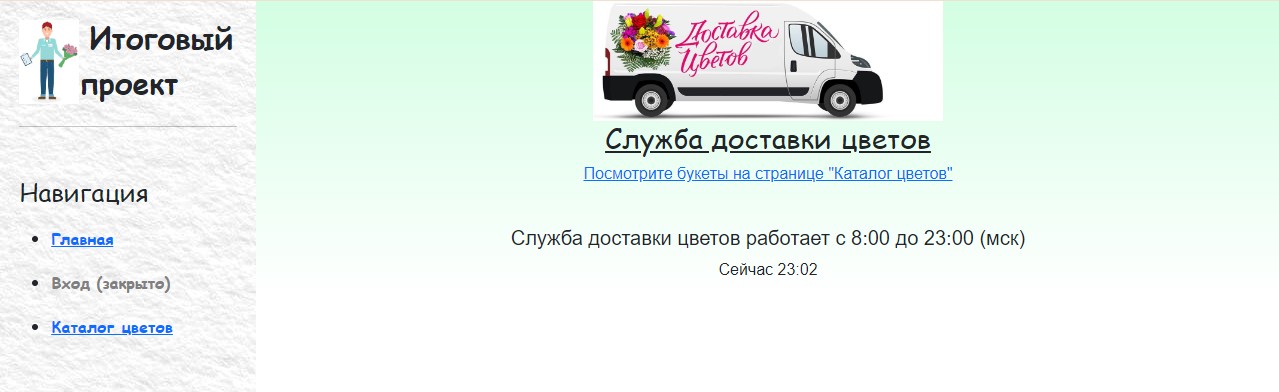 Итоговый
проект
Навигация
Главная
Вход (закрыто)
Каталог цветов
Доставка
Цветов
Служба доставки цветов
Посмотрите букеты на странице "Каталог цветов"
Служба доставки цветов работает с 8:00 до 23:00 (мск)
Сейчас 23:02